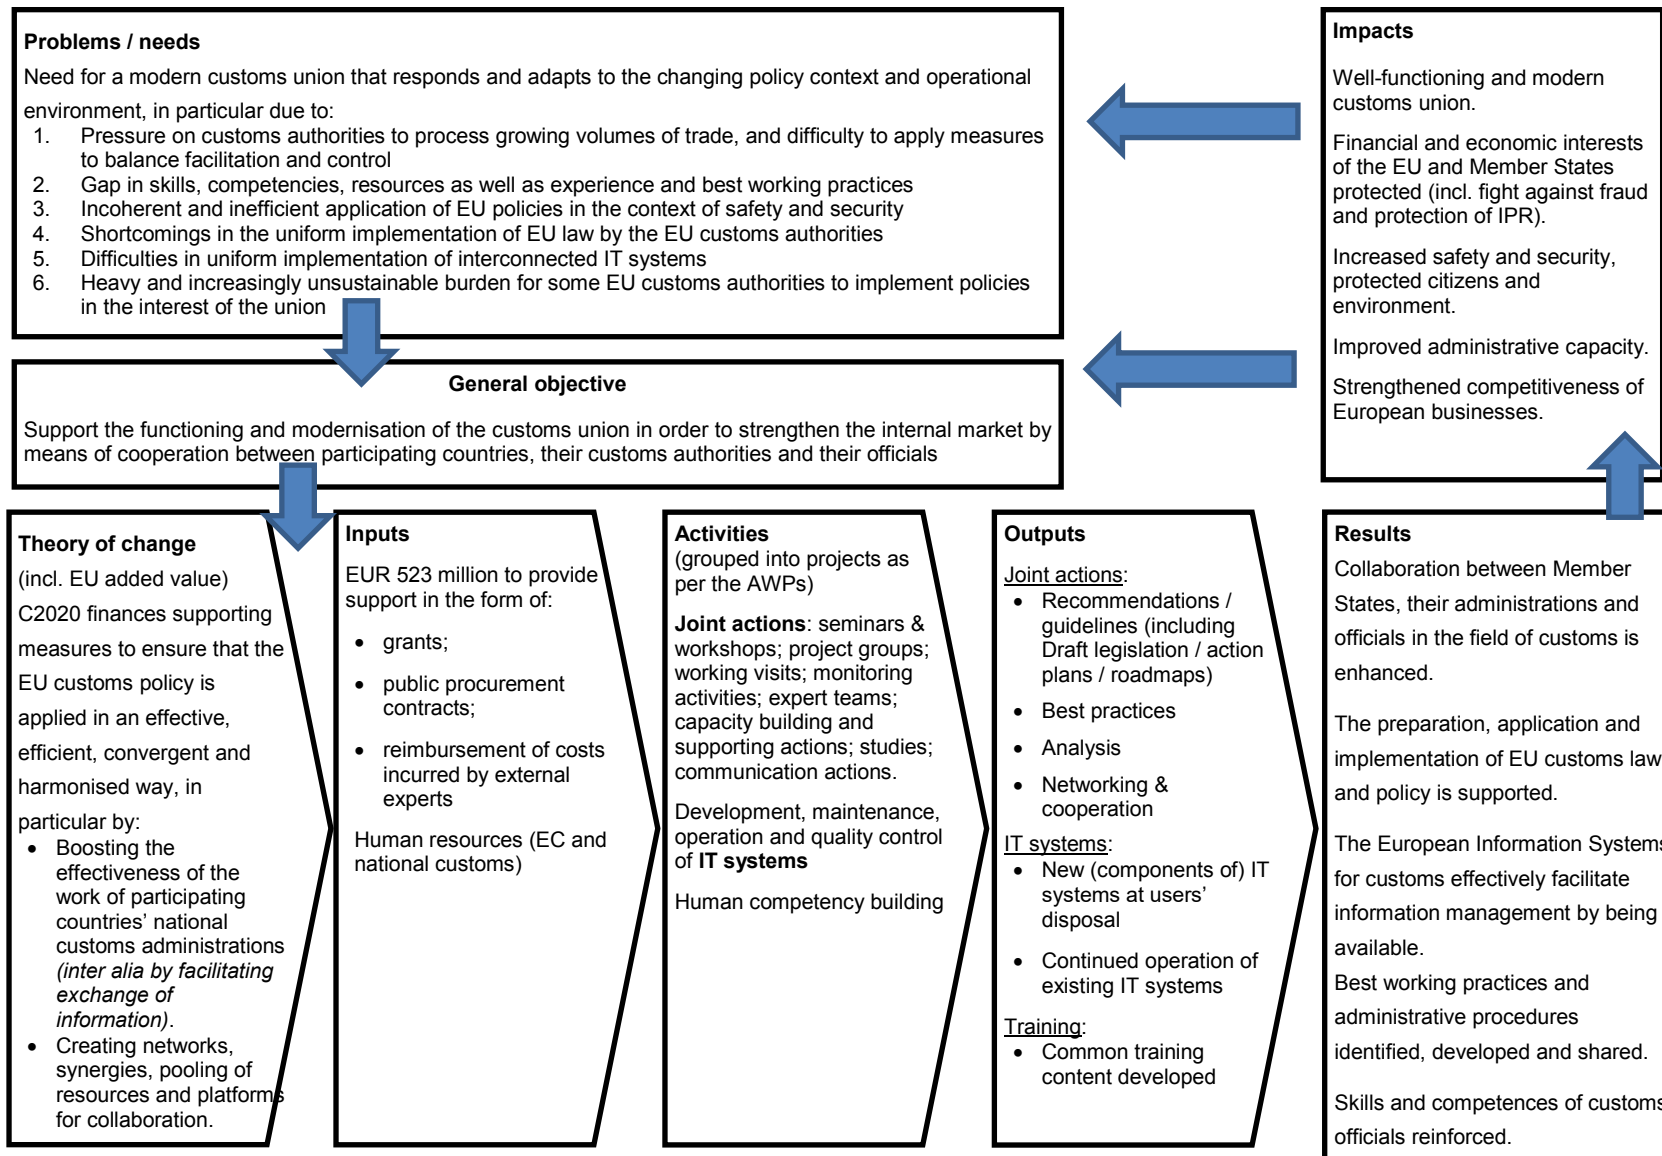 Problems / needs
Need for a modern customs union that responds and adapts to the changing policy context and operational
environment, in particular due to:
1. Pressure on customs authorities to process growing volumes of trade, and difficulty to apply measures
to balance facilitation and control
2. Gap in skills, competencies, resources as well as experience and best working practices
3. Incoherent and inefficient application of EU policies in the context of safety and security
4. Shortcomings in the uniform implementation of EU law by the EU customs authorities
5. Difficulties in uniform implementation of interconnected IT systems
6. Heavy and increasingly unsustainable burden for some EU customs authorities to implement policies
in the interest of the union
General objective
Support the functioning and modernisation of the customs union in order to strengthen the internal market by
means of cooperation between participating countries, their customs authorities and their officials
Impacts
Well-functioning and modern
customs union.
Financial and economic interests
of the EU and Member States
protected (incl. fight against fraud
and protection of IPR).
Increased safety and security,
protected citizens and
environment.
Improved administrative capacity.
Strengthened competitiveness of
European businesses.
Theory of change
(incl. EU added value)
C2020 finances supporting
measures to ensure that the
EU customs policy is
applied in an effective,
efficient, convergent and
harmonised way, in
particular by:
• Boosting the
effectiveness of the
work of participating
countries' national
customs administrations
(inter alia by facilitating
exchange of
information).
• Creating networks,
synergies, pooling of
resources and platforms
for collaboration.
Inputs
EUR 523 million to provide
support in the form of:
• grants;
• public procurement
contracts;
• reimbursement of costs
incurred by external
experts
Human resources (EC and
national customs)
Activities
(grouped into projects as
per the AWPs)
Joint actions: seminars &
workshops; project groups;
working visits; monitoring
activities; expert teams;
capacity building and
supporting actions; studies;
communication actions.
Development, maintenance,
operation and quality control
of IT systems
Human competency building
Outputs
Joint actions:
• Recommendations /
guidelines (including
Draft legislation / action
plans / roadmaps)
• Best practices
• Analysis
• Networking &
cooperation
IT systems:
• New (components of) IT
systems at users'
disposal
• Continued operation of
existing IT systems
Training:
• Common training
content developed
Results
Collaboration between Member
States, their administrations and
officials in the field of customs is
enhanced.
The preparation, application and
implementation of EU customs law
and policy is supported.
The European Information Systems
for customs effectively facilitate
information management by being
available.
Best working practices and
administrative procedures
identified, developed and shared.
Skills and competences of customs
officials reinforced.